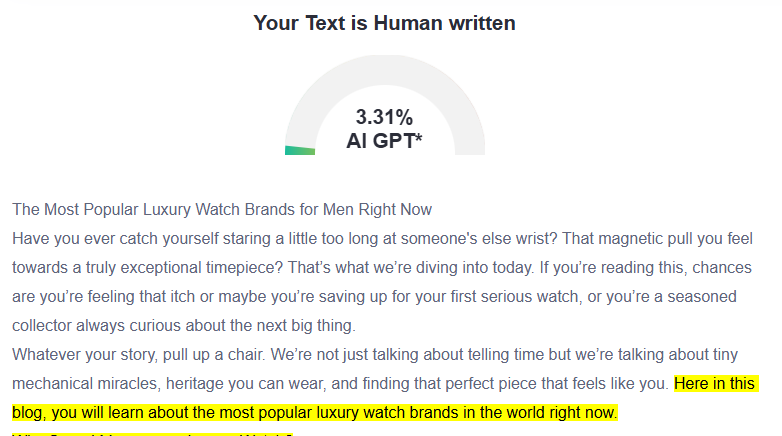 Your Text is Human written
3.31%
AI GPT*
The Most Popular Luxury Watch Brands for Men Right Now
Have you ever catch yourself staring a little too long at someone's else wrist? That magnetic pull you feel
towards a truly exceptional timepiece? That’s what we’re diving into today. If you’re reading this, chances
are you’re feeling that itch or maybe you’re saving up for your first serious watch, or you’re a seasoned
collector always curious about the next big thing.
Whatever your story, pull up a chair. We’re not just talking about telling time but we’re talking about tiny
mechanical miracles, heritage you can wear, and finding that perfect piece that feels like you. Here in this
blog, you will learn about the most popular luxury watch brands in the world right now.